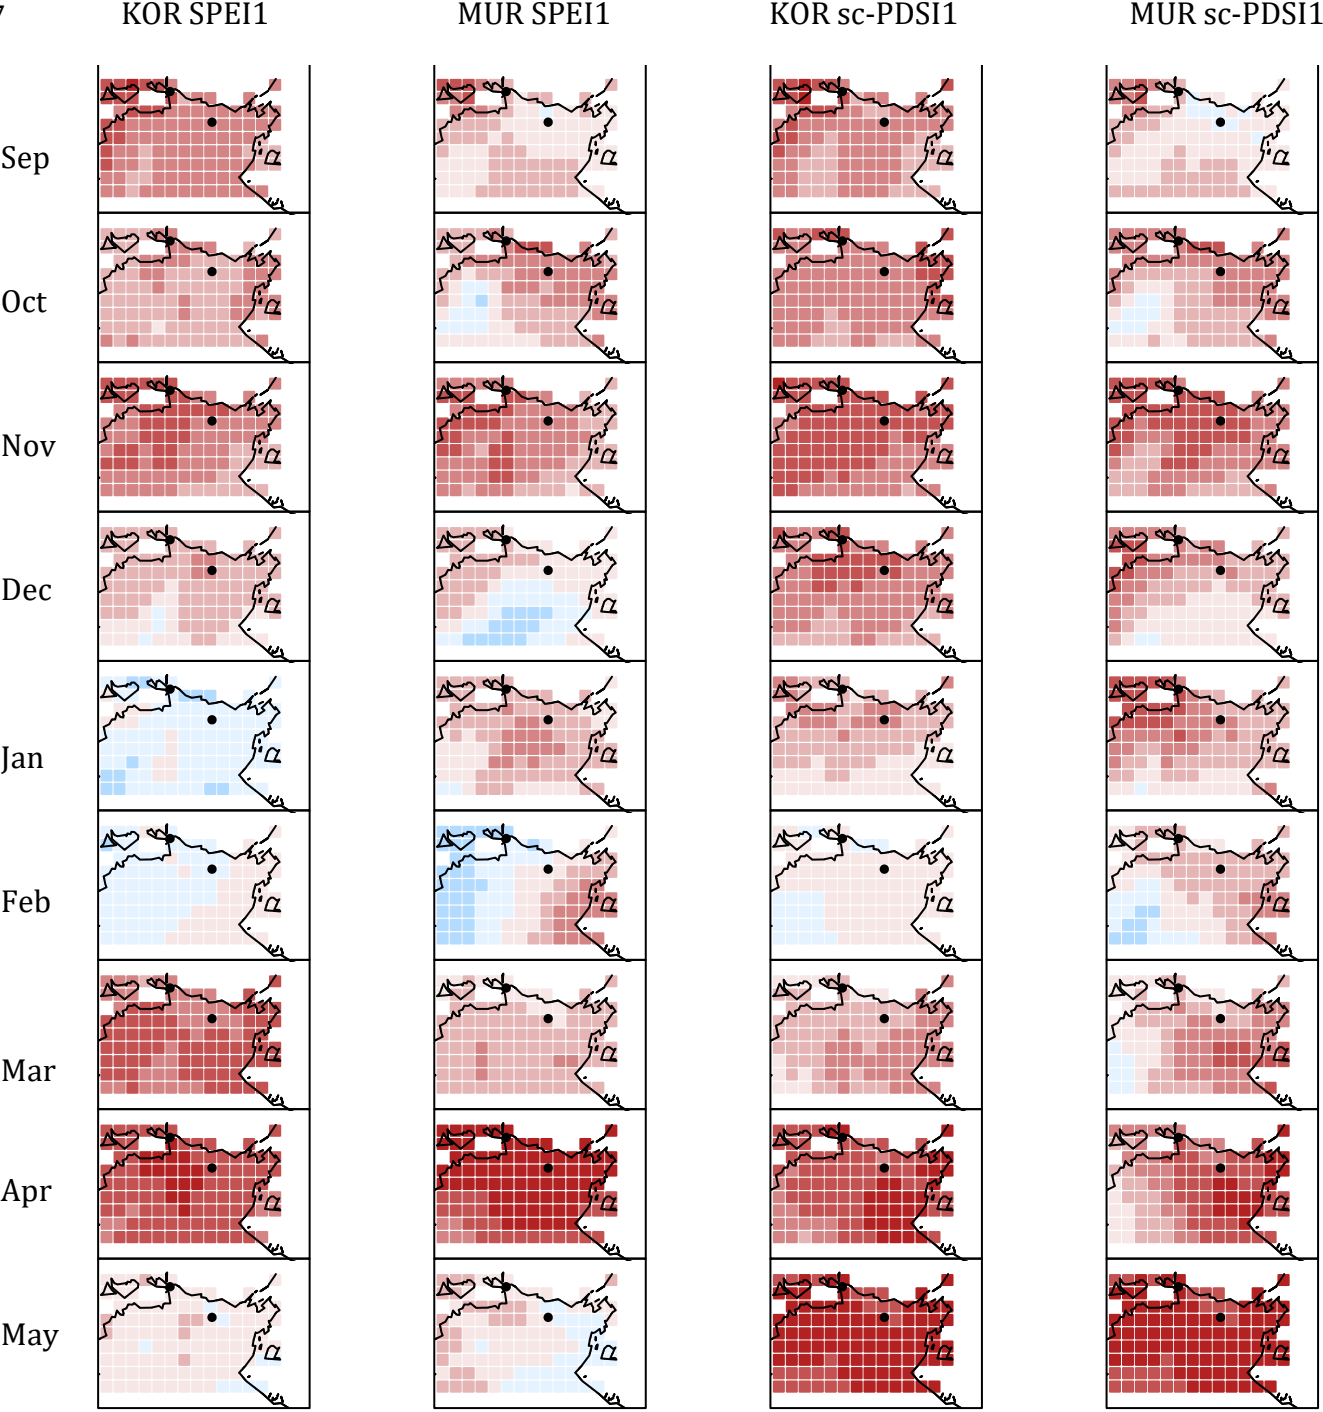 7
KOR SPEI1 MUR SPEI1 KOR sc-PDSI1 MUR sc-PDSI1
Sep
Oct
Nov
Dec
Jan
Feb
Mar
Apr
May